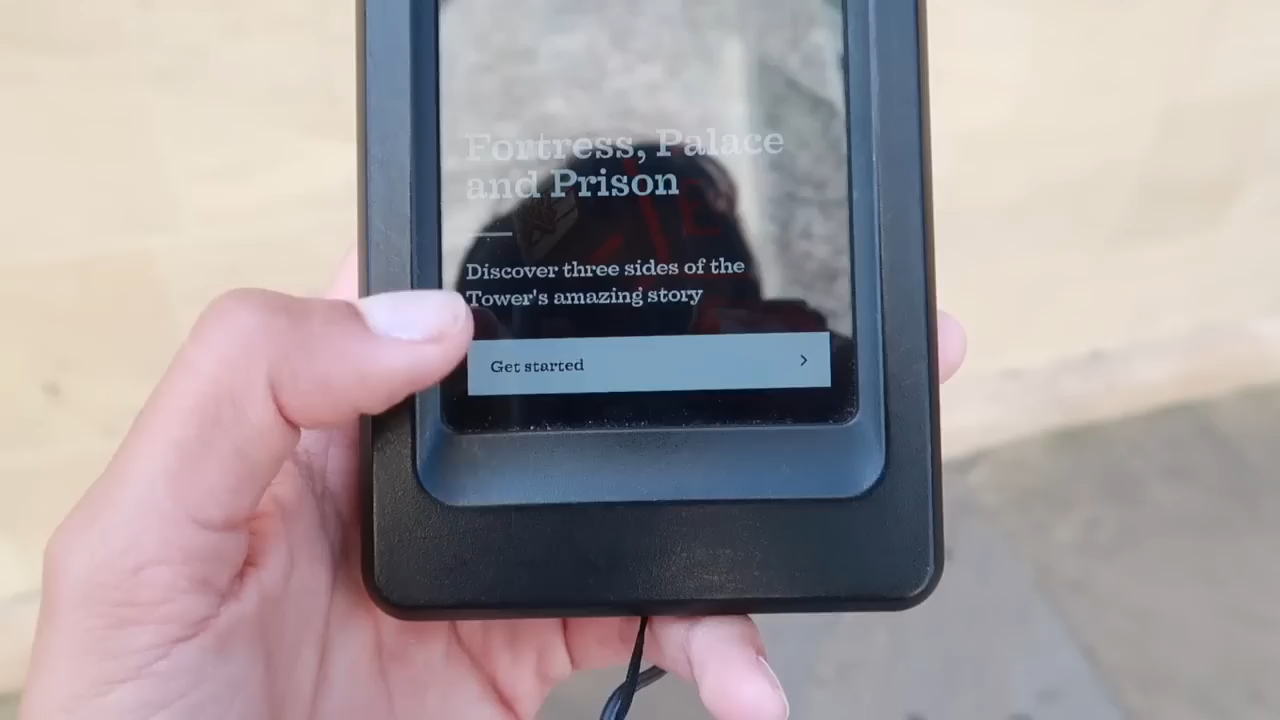 Fortress, Palace
and Prison
Discover three sides of the
Tower's amazing story
Get started